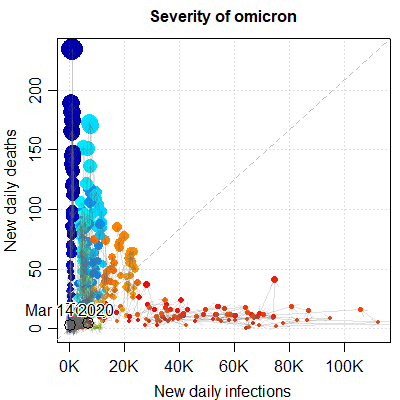 Severity of omicron
New daily deaths
200
150
100
50
0
Mar 14 2020
0K
20K
40K
60K
80K
100K
New daily infections